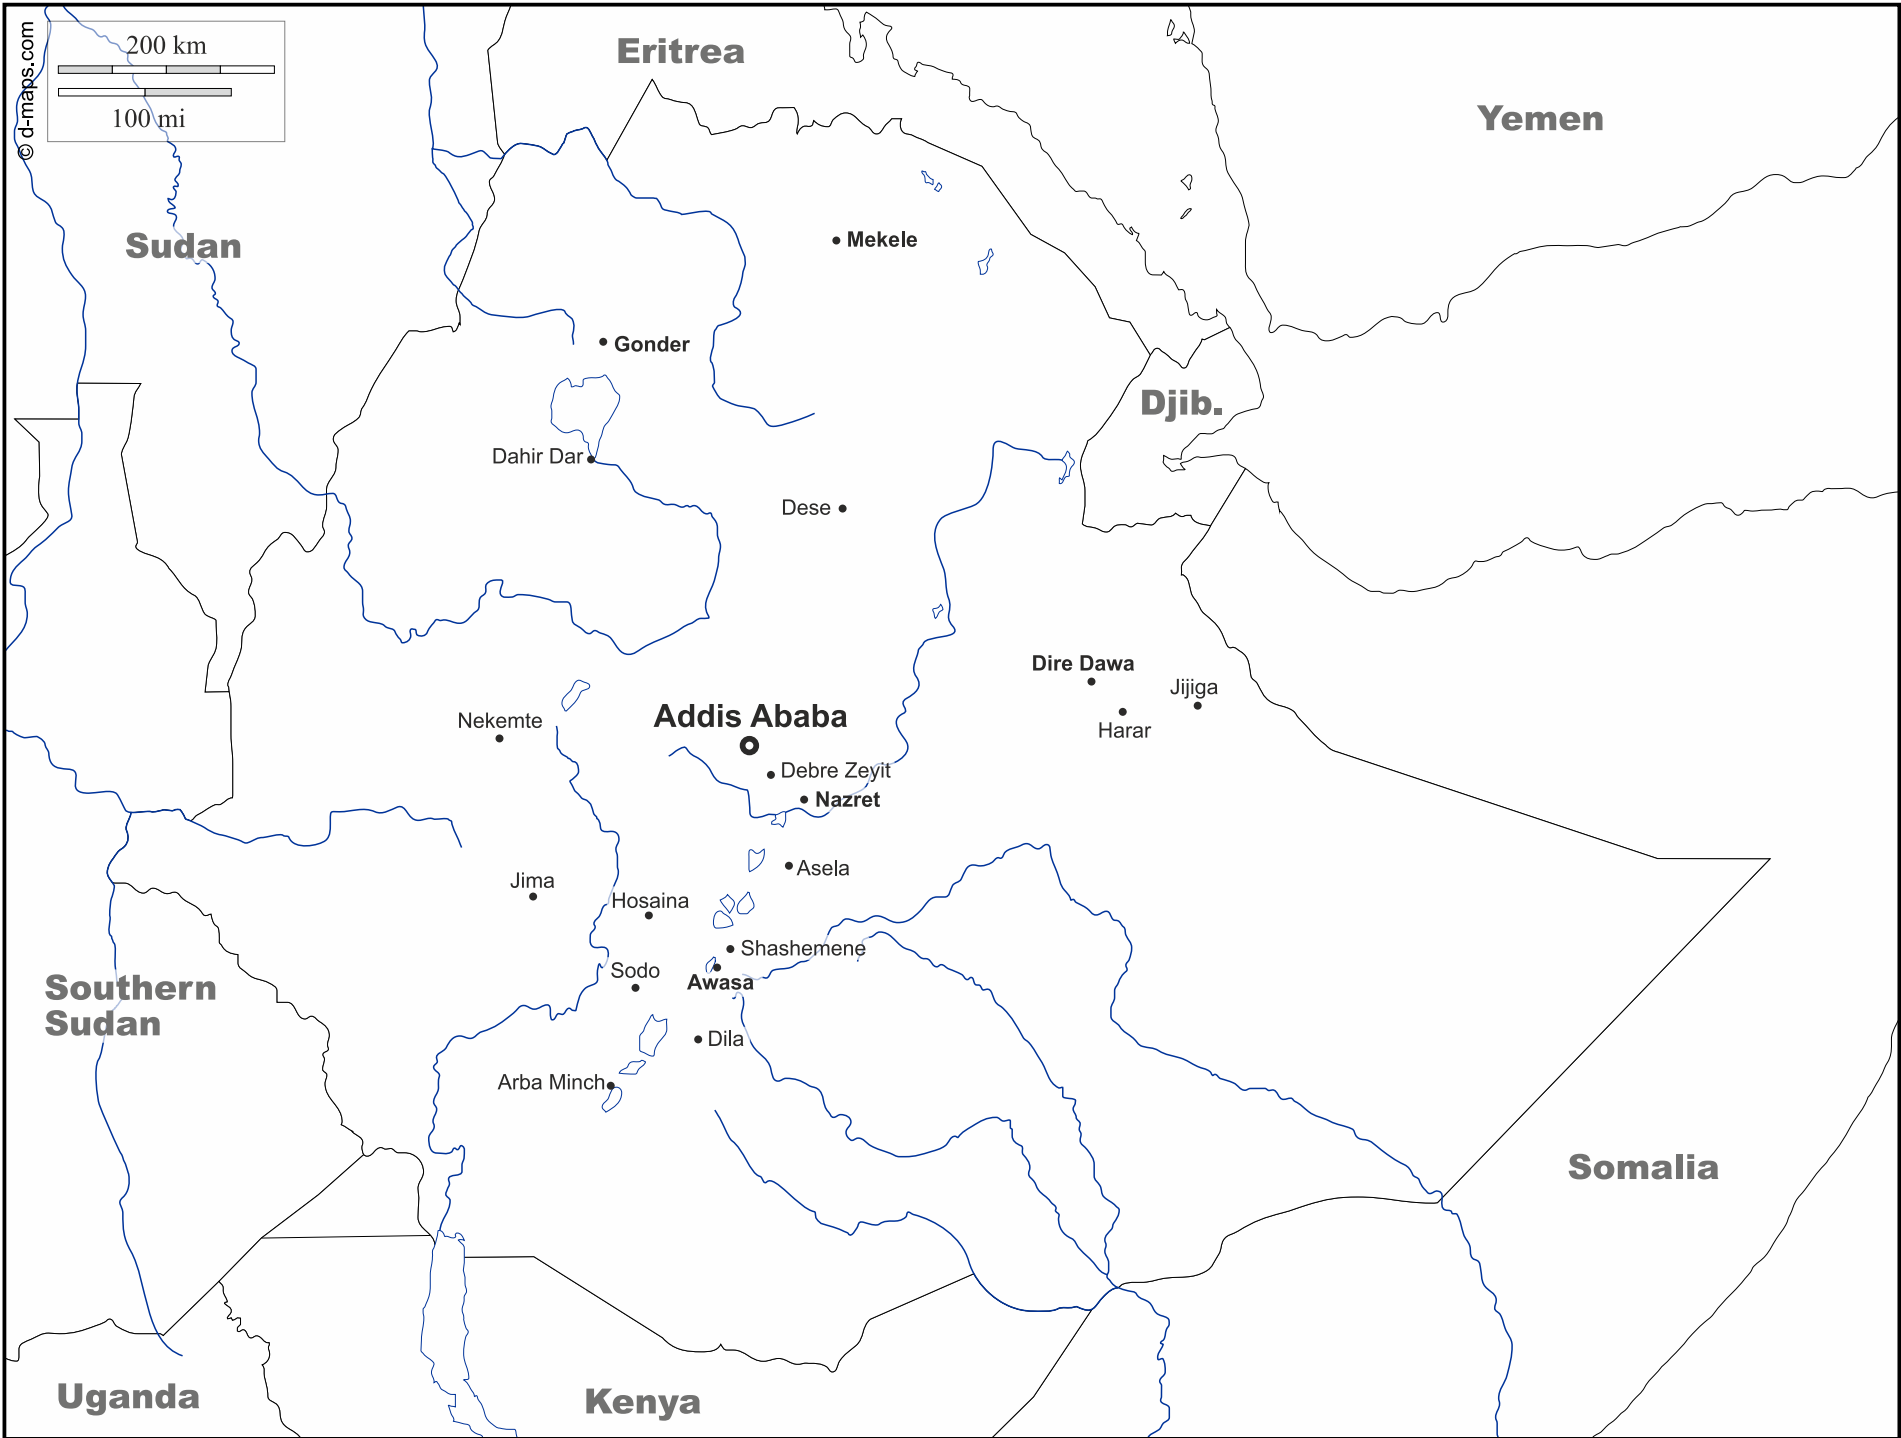 © d-maps.com
200 km
100 mi
Eritrea
Yemen
Sudan
Mekele
Gonder
Djib.
Dahir Dar
Dese
Dire Dawa
Jijiga
Harar
Nekemte
Addis Ababa
Debre Zeyit
Nazret
Asela
Jima
Hosaina
Shashemene
Sodo
Awasa
Southern
Sudan
Dila
Arba Minch
Somalia
Uganda
Kenya